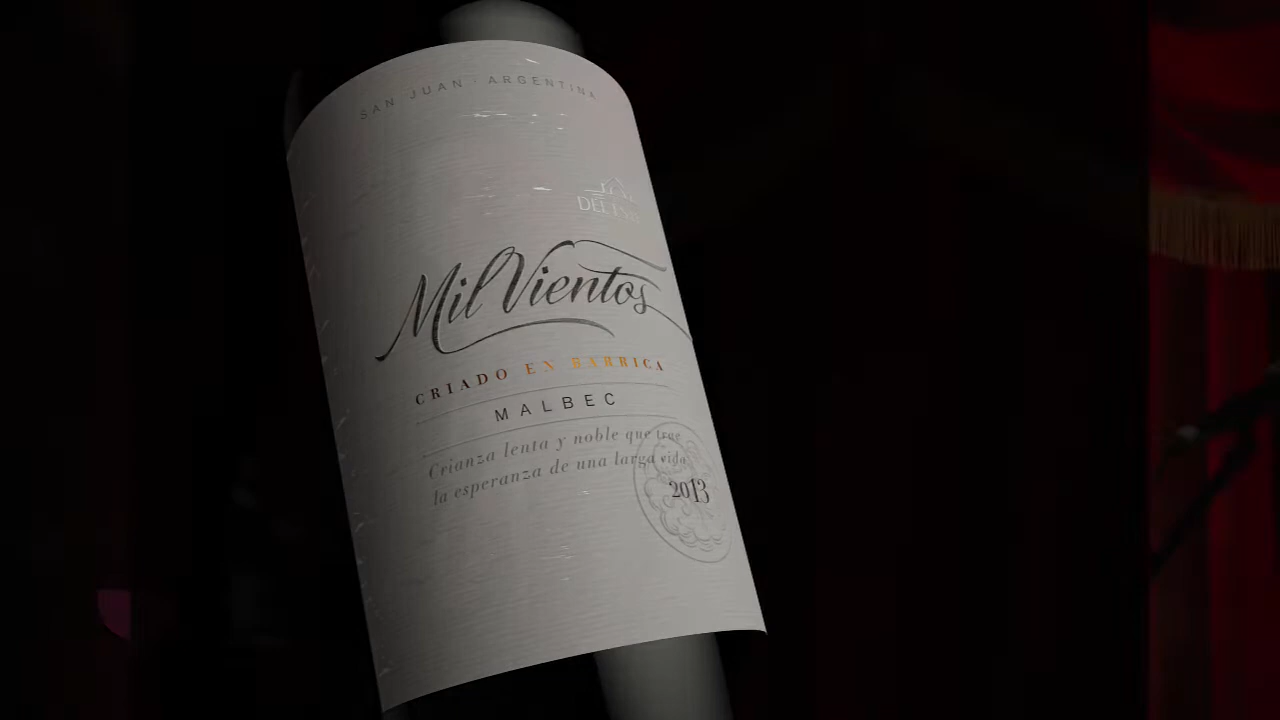 SAN JUAN · ARGENTINA
Mil Vientos
CRIADO EN BARRICA
MALBEC
Crianza lenta y noble que trae
la esperanza de una larga vida
2013